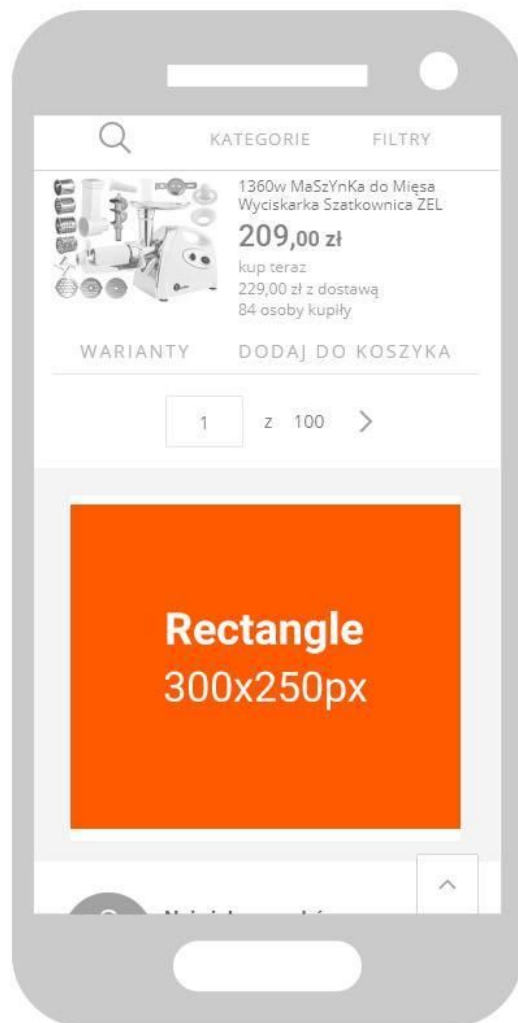 KATEGORIE FILTRY
1360w MaSzYnKa do Mięsa
Wyciskarka Szatkownica ZEL
209,00 zł
kup teraz
229,00 zł z dostawą
84 osoby kupiły
WARIANTY DODAJ DO KOSZYKA
1 z 100
Rectangle
300x250px